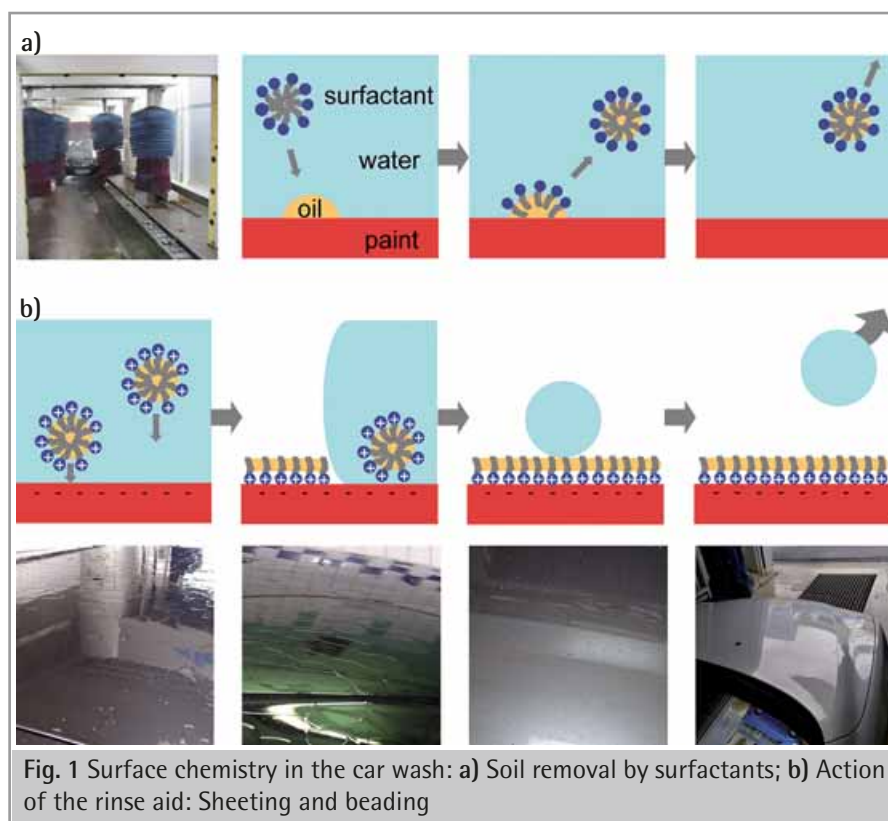 a)
surfactant
water
oil
paint
b)
Fig. 1 Surface chemistry in the car wash: a) Soil removal by surfactants; b) Action
of the rinse aid: Sheeting and beading